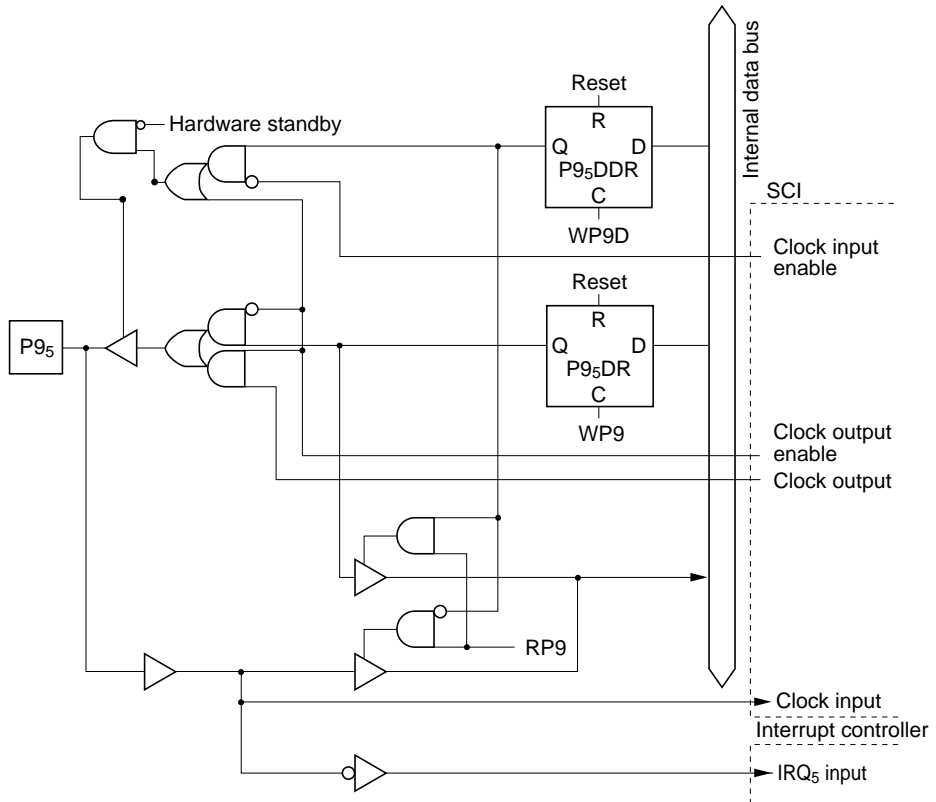 Internal data bus
Reset
Hardware standby
R
Q D
P9₅DDR
C
WP9D
SCI
Clock input
enable
Reset
R
P9₅
Q D
P9₅DR
C
WP9
Clock output
enable
Clock output
RP9
Clock input
Interrupt controller
IRQ₅ input